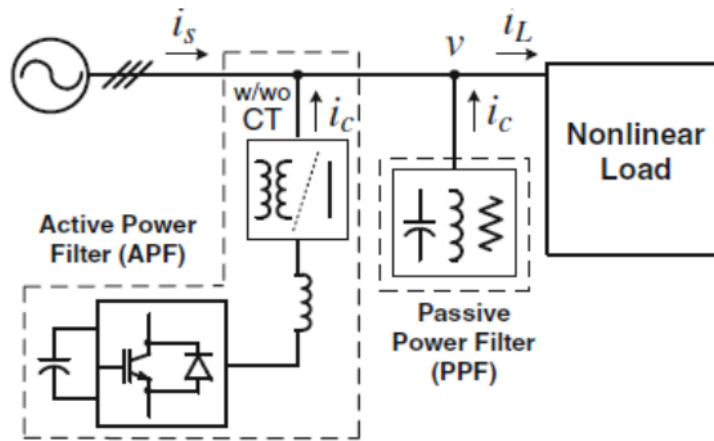 i_s
v
i_L
w/wo
CT
i_c
i_c
Nonlinear
Load
Active Power
Filter (APF)
Passive
Power Filter
(PPF)